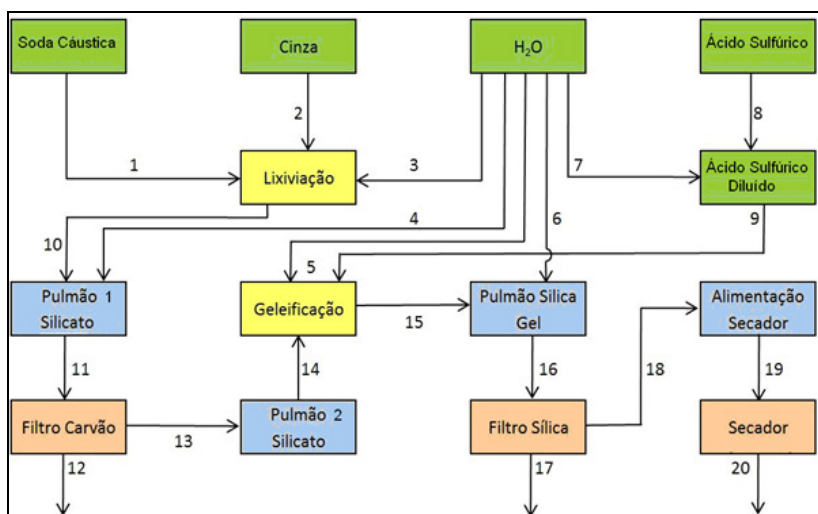 Soda Cáustica
Cinza
H₂O
Ácido Sulfúrico
2
8
1
3
7
Lixiviação
Ácido Sulfúrico
Diluído
10
4
6
9
5
Pulmão 1
Silicato
Geleificação
15
Pulmão Silica
Gel
Alimentação
Secador
11
14
16
18
19
Filtro Carvão
13
Pulmão 2
Silicato
Filtro Sílica
Secador
12
17
20